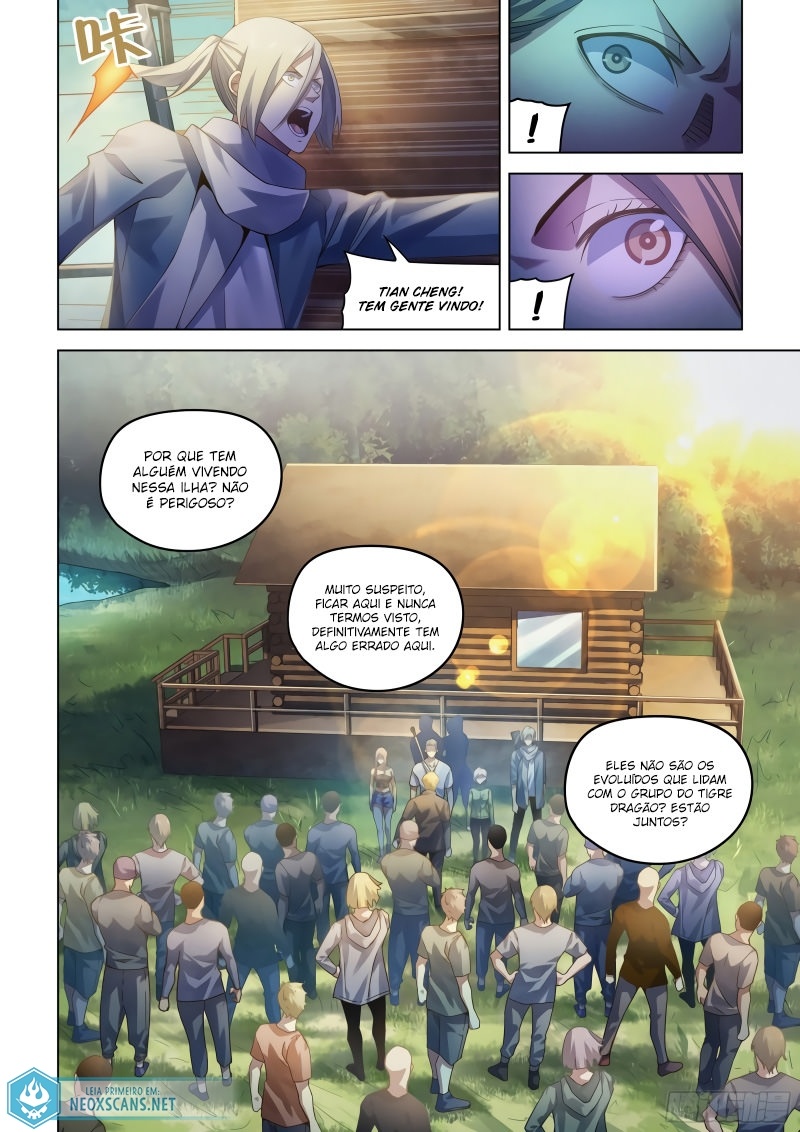 咔
!
!
TIAN CHENG!
TEM GENTE VINDO!
POR QUE TEM
ALGUÉM VIVENDO
NESSA ILHA? NÃO
É PERIGOSO?
MUITO SUSPEITO,
FICAR AQUI E NUNCA
TERMOS VISTO,
DEFINITIVAMENTE TEM
ALGO ERRADO AQUI.
ELES NÃO SÃO OS
EVOLUÍDOS QUE LIDAM
COM O GRUPO DO TIGRE
DRAGÃO? ESTÃO
JUNTOS?
LEIA PRIMEIRO EM:
NEOXSCANS.NET